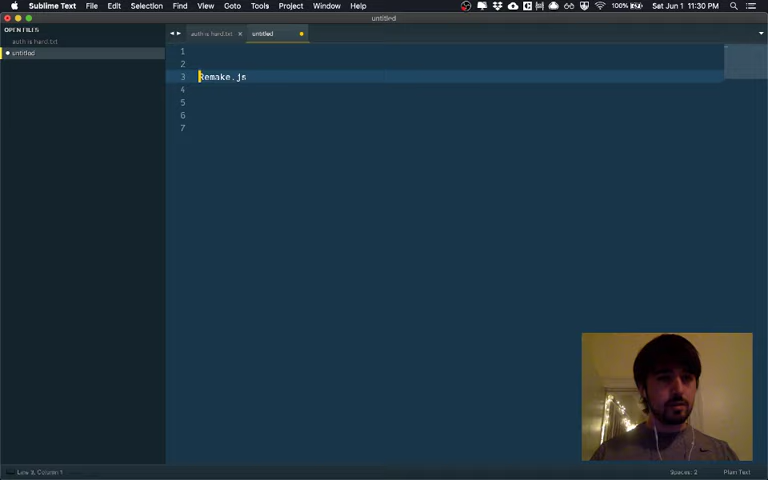 Sublime Text File Edit Selection Find View Goto Tools Project Window Help 100% Sat Jun 1 11:30 PM
untitled
OPEN FILES
auth is hard.txt
untitled
auth is hard.txt untitled
1
2
3 Remake.js
4
5
6
7
Line 3, Column 1 Spaces: 2 Plain Text